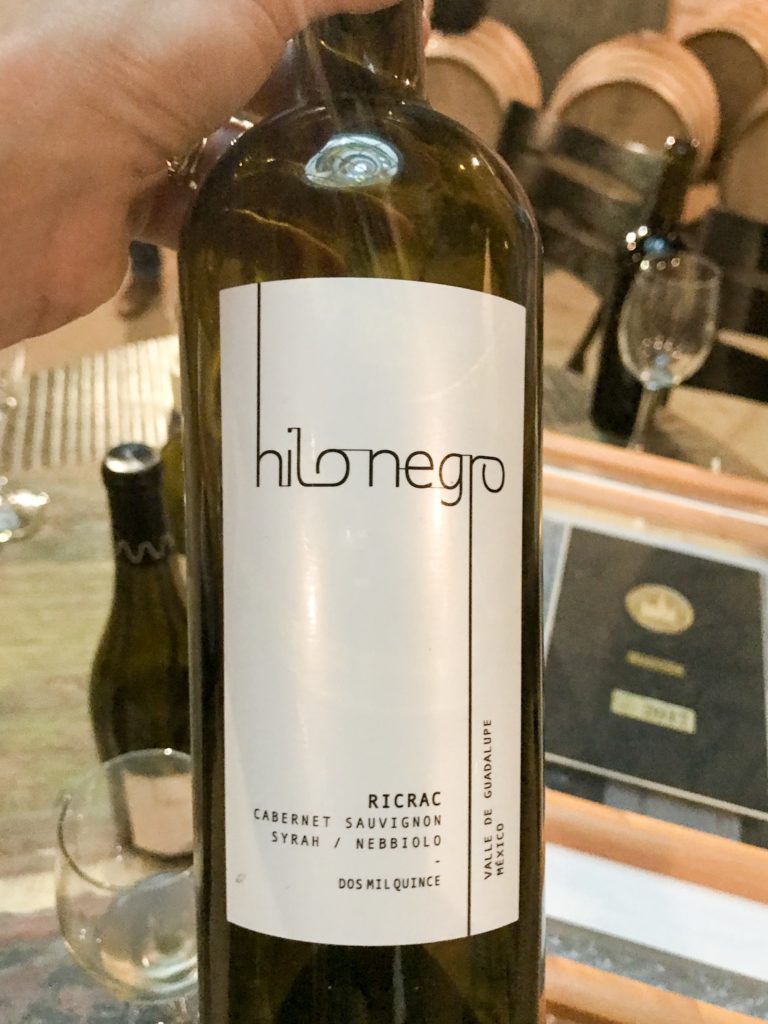 hilo negro
RICRAC
CABERNET SAUVIGNON
SYRAH / NEBBIOLO
-
DOS MIL QUINCE
VALLE DE GUADALUPE
MÉXICO